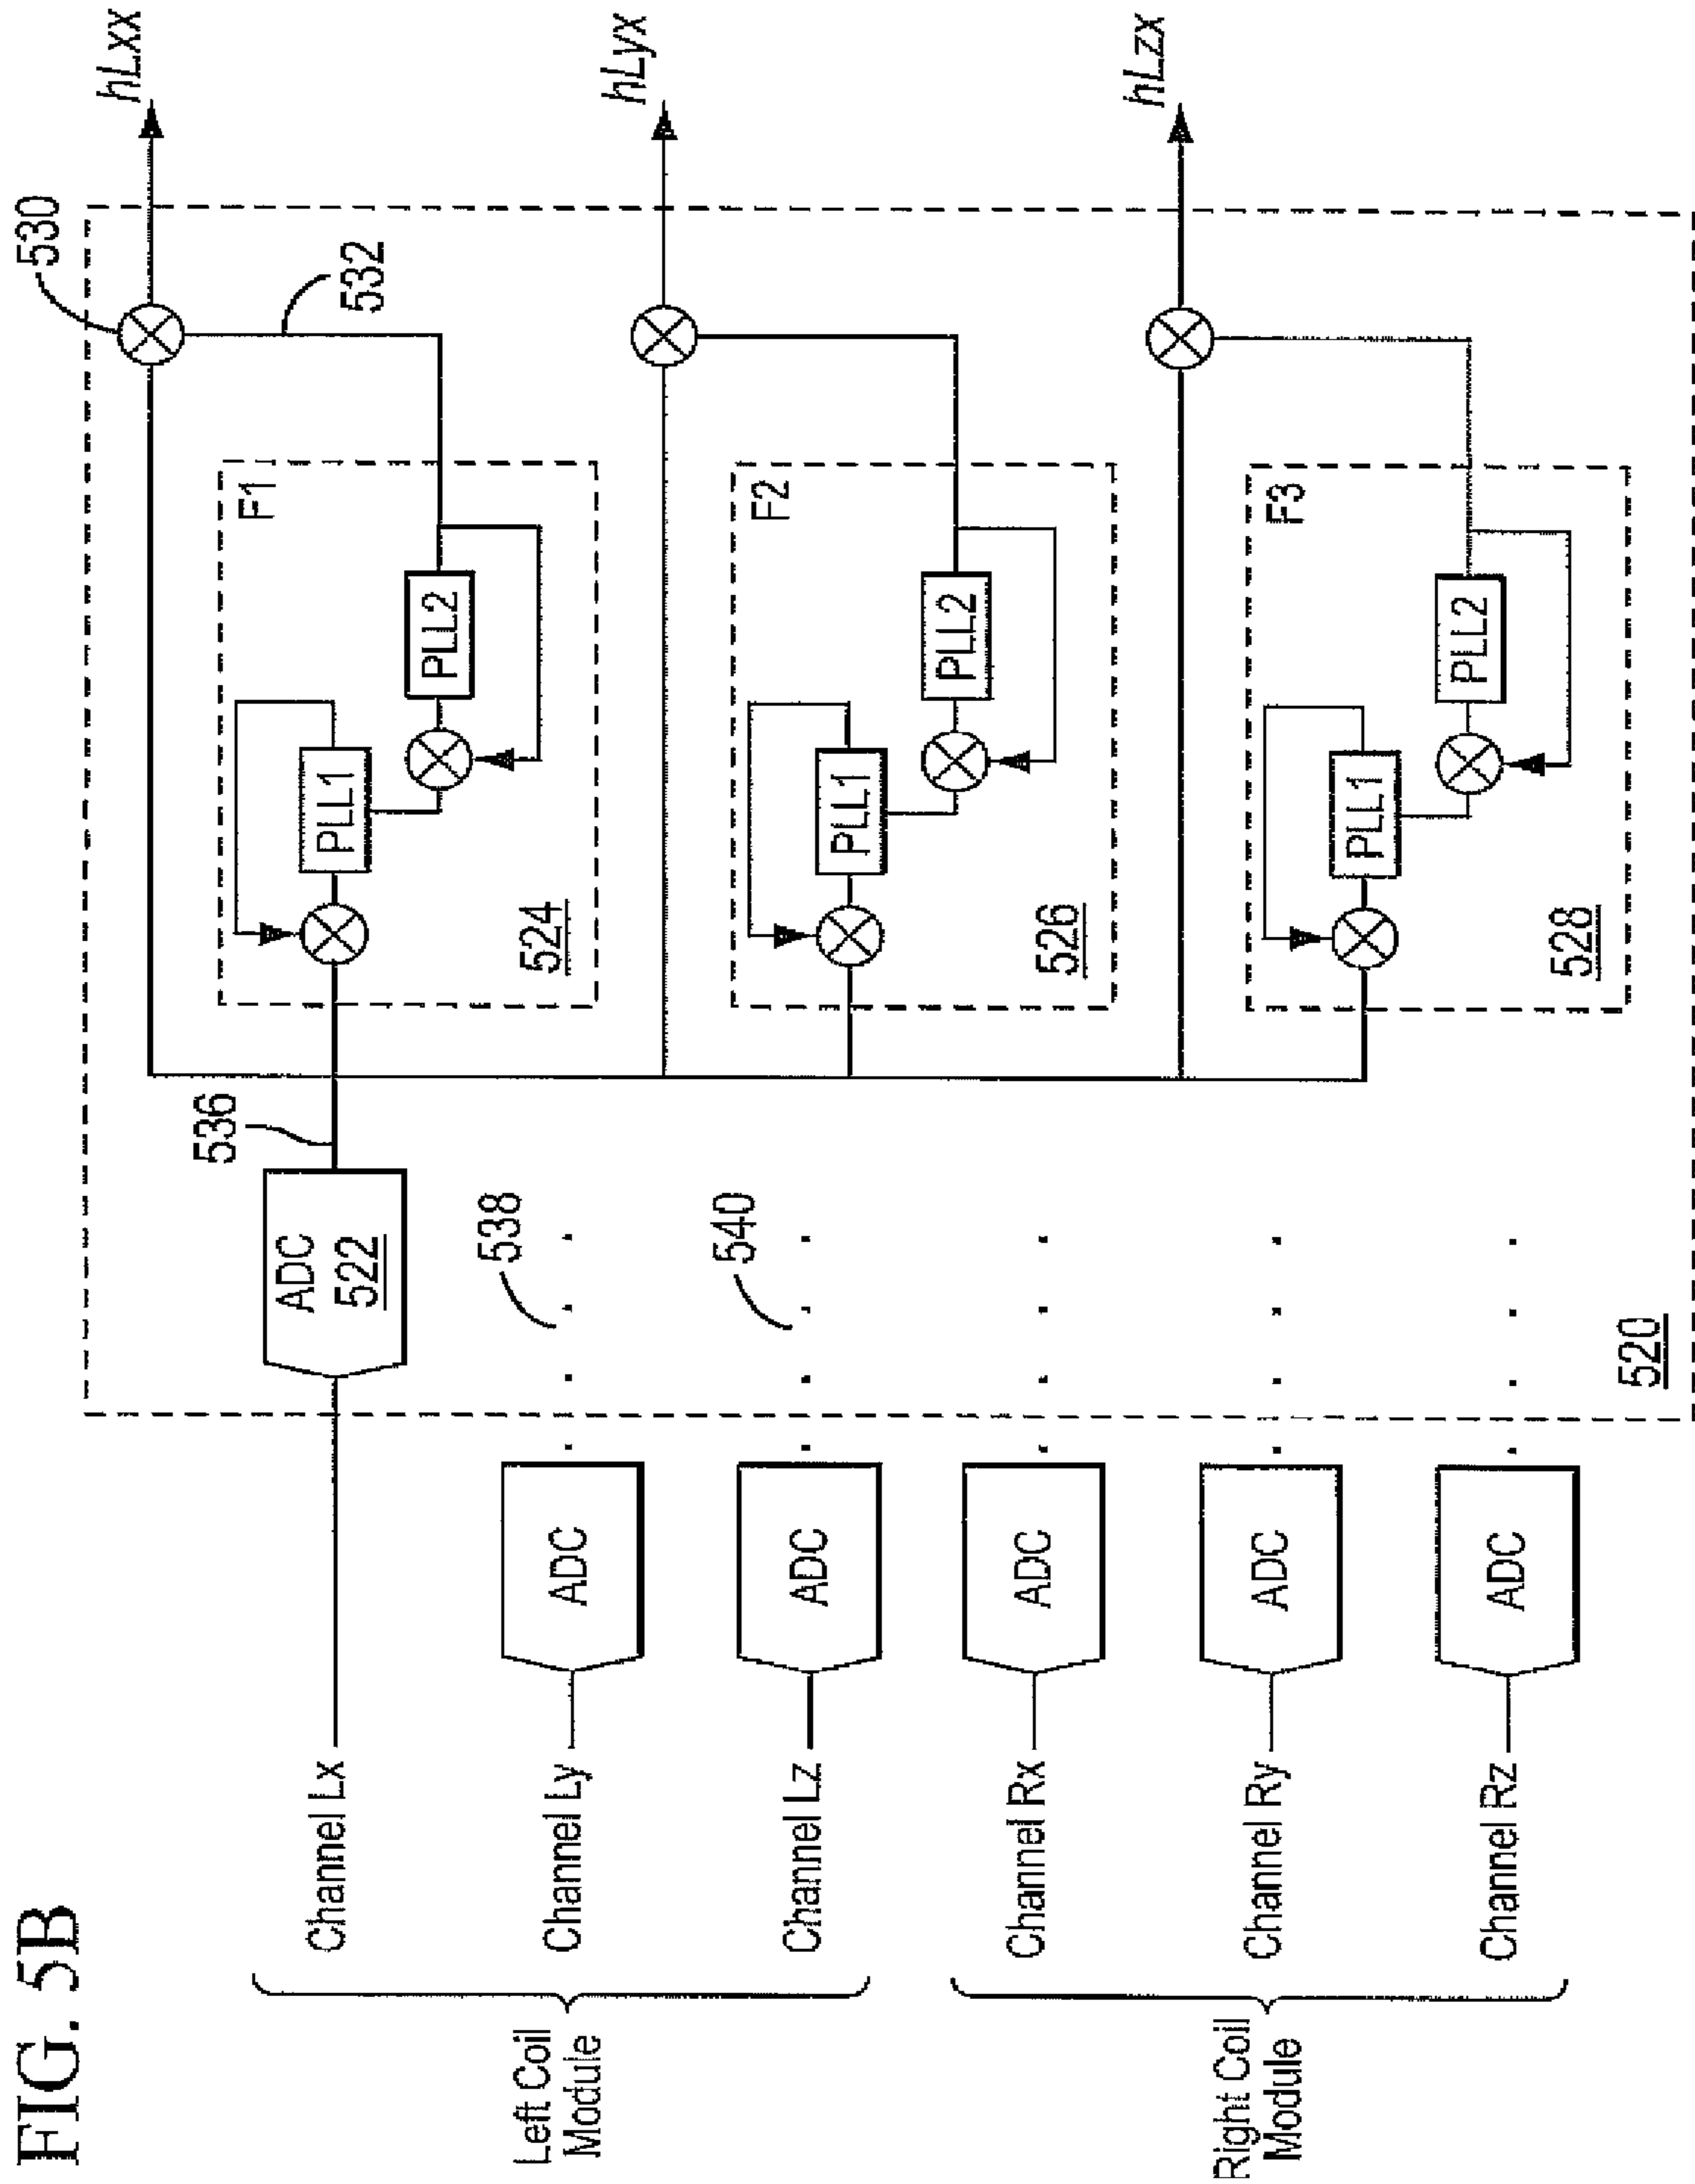 FIG. 5B
Left Coil
Module
Right Coil
Module
Channel Lx
Channel Ly
Channel Lz
Channel Rx
Channel Ry
Channel Rz
ADC
522
ADC
ADC
ADC
ADC
ADC
536
538
540
520
F1
PLL1
PLL2
524
F2
PLL1
PLL2
526
F3
PLL1
PLL2
528
530
532
hLxx
hLyx
hLzx